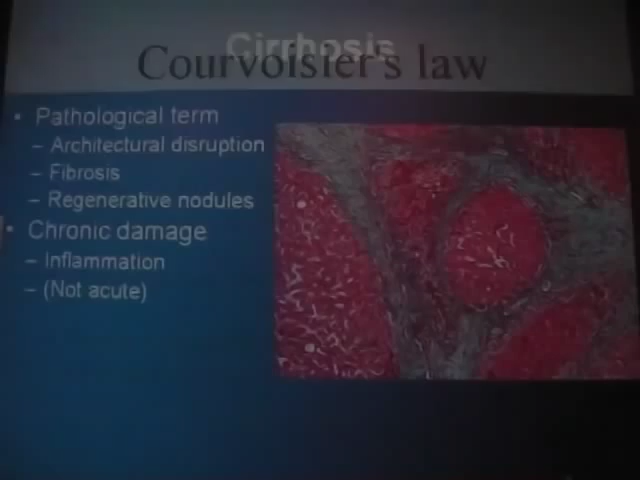 Cirrhosis
Courvoisier's law
• Pathological term
– Architectural disruption
– Fibrosis
– Regenerative nodules
• Chronic damage
– Inflammation
– (Not acute)